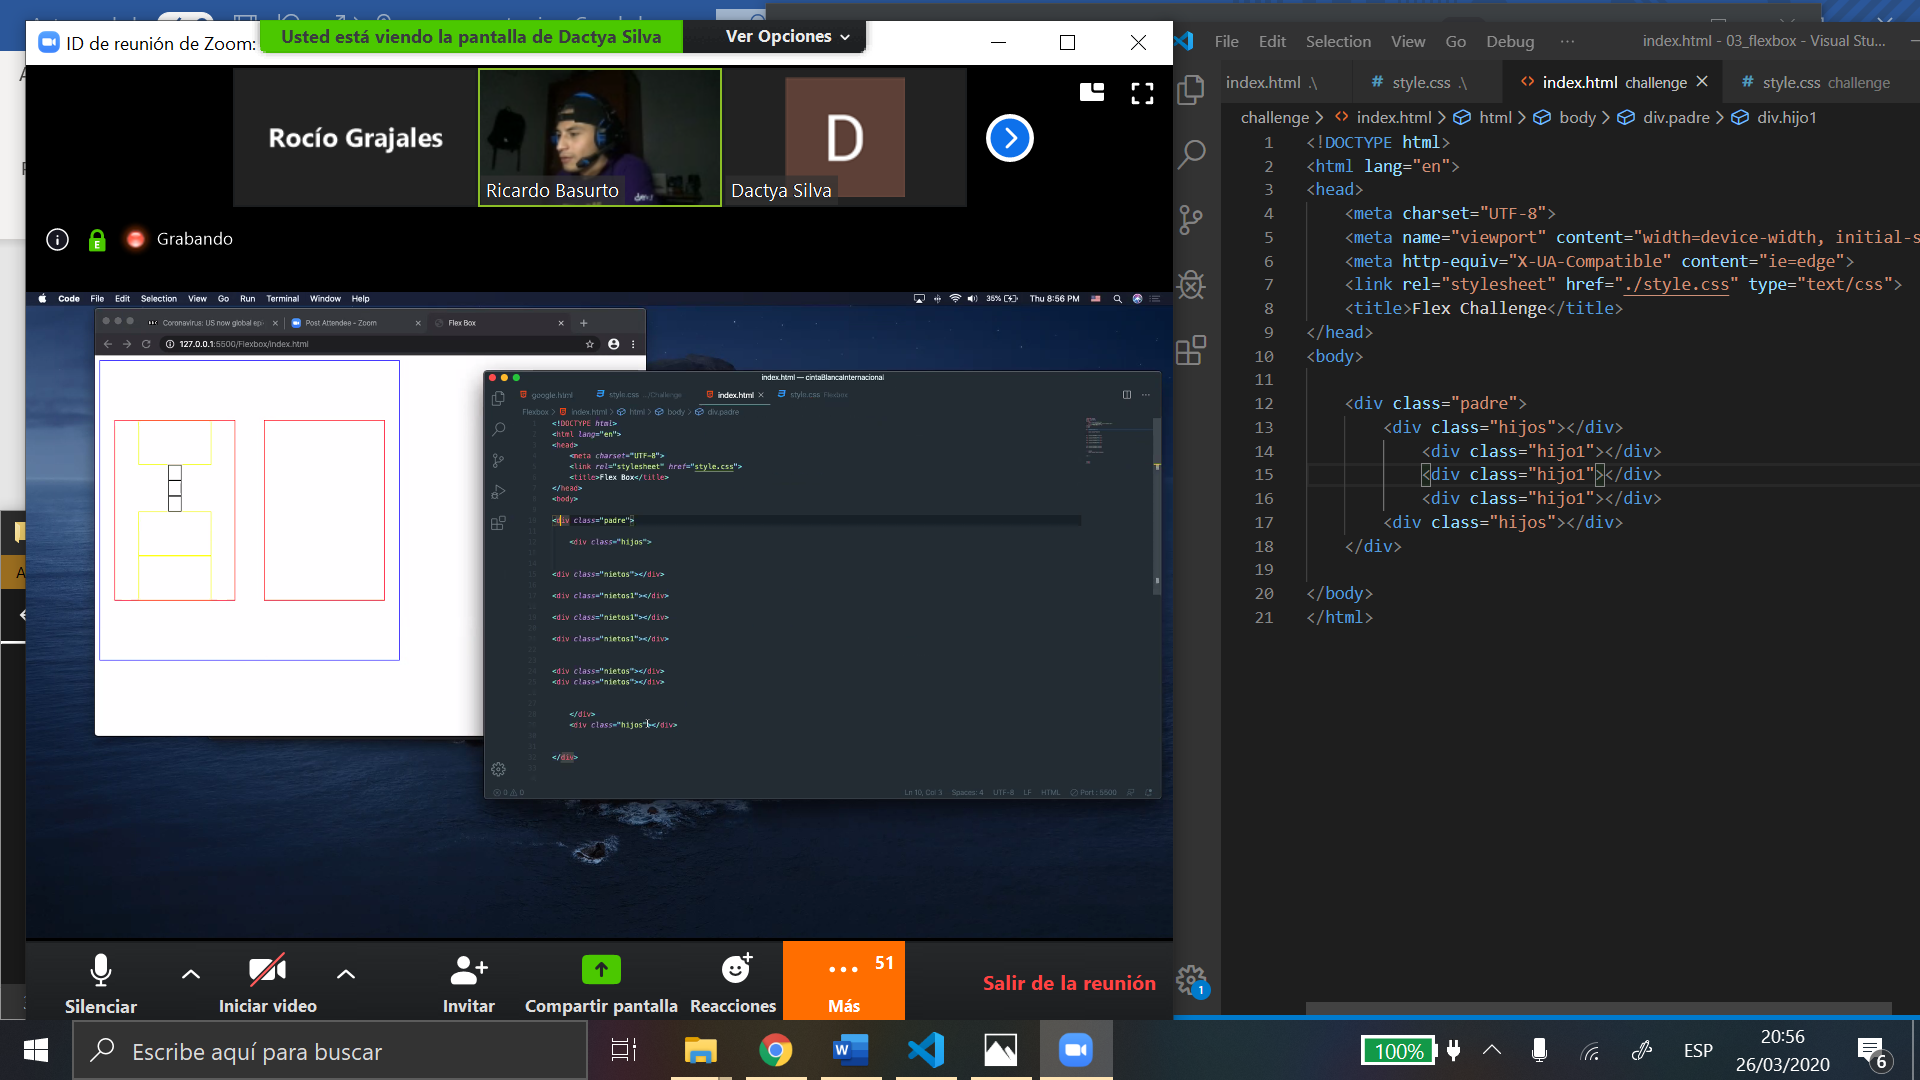 ID de reunión de Zoom:
Usted está viendo la pantalla de Dactya Silva
Ver Opciones
Rocío Grajales
Ricardo Basurto
D
Dactya Silva
Grabando
Code File Edit Selection View Go Run Terminal Window Help
35%
Thu 8:56 PM
Coronavirus: US now global epi
Post Attendee - Zoom
Flex Box
127.0.0.1:5500/Flexbox/index.html
index.html — cintaBlancaInternacional
google.html
style.css .../Challenge
index.html
style.css Flexbox
Flexbox > index.html > html > body > div.padre
<!DOCTYPE html>
<html lang="en">
<head>
<meta charset="UTF-8">
<link rel="stylesheet" href="style.css">
<title>Flex Box</title>
</head>
<body>
<div class="padre">
<div class="hijos">
<div class="nietos"></div>
<div class="nietos1"></div>
<div class="nietos1"></div>
<div class="nietos1"></div>
<div class="nietos"></div>
<div class="nietos"></div>
</div>
<div class="hijos"></div>
</div>
Ln 10, Col 3 Spaces: 4 UTF-8 LF HTML Port : 5500
Silenciar
Iniciar video
Invitar
Compartir pantalla
Reacciones
51
Más
Salir de la reunión
File Edit Selection View Go Debug ...
index.html - 03_flexbox - Visual Stu...
index.html .\
# style.css .\
index.html challenge
# style.css challenge
challenge > index.html > html > body > div.padre > div.hijo1
1 <!DOCTYPE html>
2 <html lang="en">
3 <head>
4 <meta charset="UTF-8">
5 <meta name="viewport" content="width=device-width, initial-s
6 <meta http-equiv="X-UA-Compatible" content="ie=edge">
7 <link rel="stylesheet" href="./style.css" type="text/css">
8 <title>Flex Challenge</title>
9 </head>
10 <body>
11
12 <div class="padre">
13 <div class="hijos"></div>
14 <div class="hijo1"></div>
15 <div class="hijo1"></div>
16 <div class="hijo1"></div>
17 <div class="hijos"></div>
18 </div>
19
20 </body>
21 </html>
1
Escribe aquí para buscar
100%
ESP
20:56
26/03/2020
6